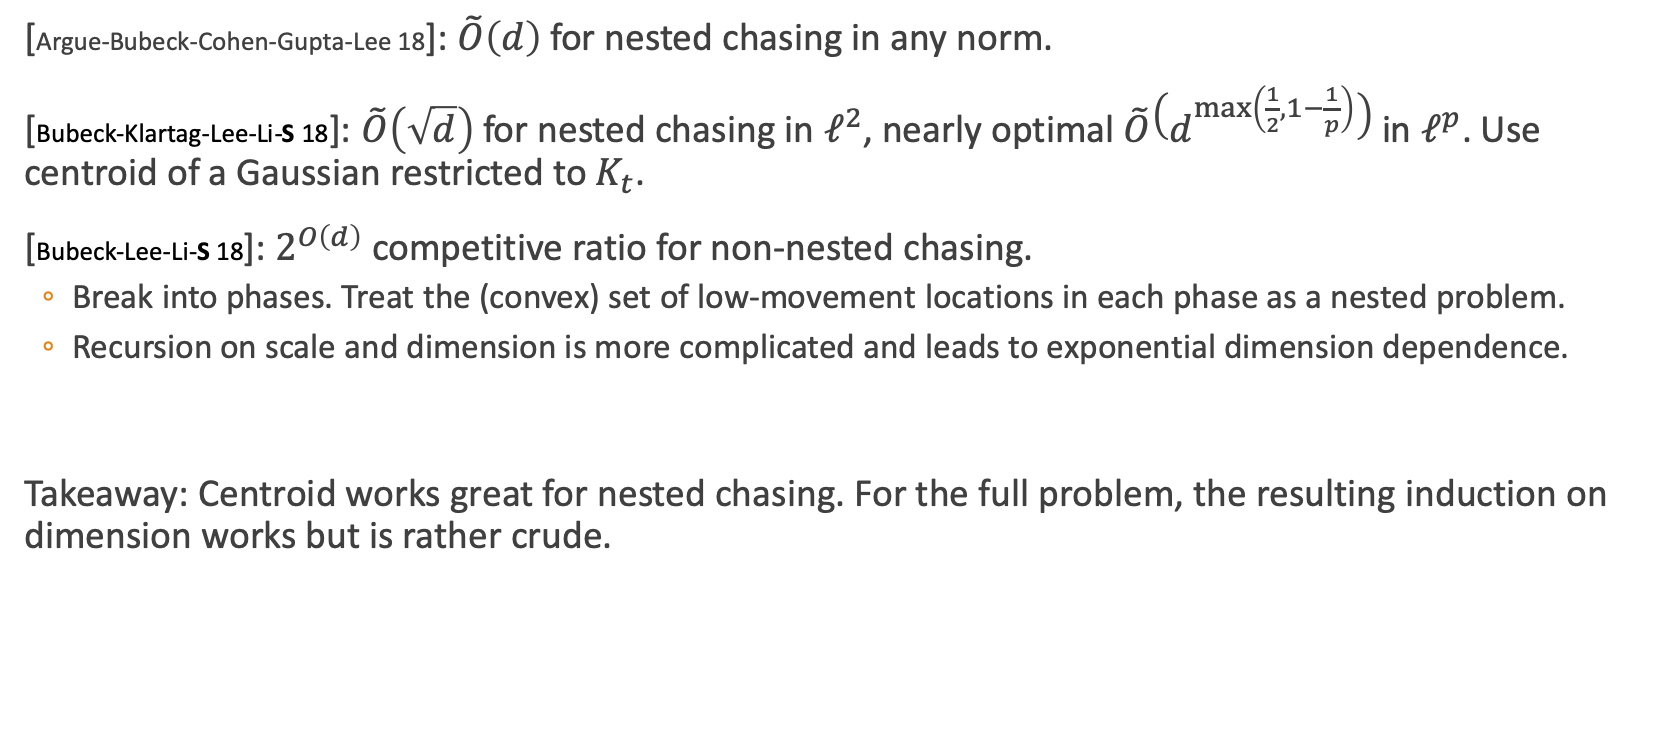 [Argue-Bubeck-Cohen-Gupta-Lee 18]: Õ(d) for nested chasing in any norm.
[Bubeck-Klartag-Lee-Li-S 18]: Õ(√d) for nested chasing in ℓ², nearly optimal Õ(d^max(1/2,1−1/p)) in ℓᵖ. Use
centroid of a Gaussian restricted to Kₜ.
[Bubeck-Lee-Li-S 18]: 2^O(d) competitive ratio for non-nested chasing.
◦ Break into phases. Treat the (convex) set of low-movement locations in each phase as a nested problem.
◦ Recursion on scale and dimension is more complicated and leads to exponential dimension dependence.
Takeaway: Centroid works great for nested chasing. For the full problem, the resulting induction on
dimension works but is rather crude.